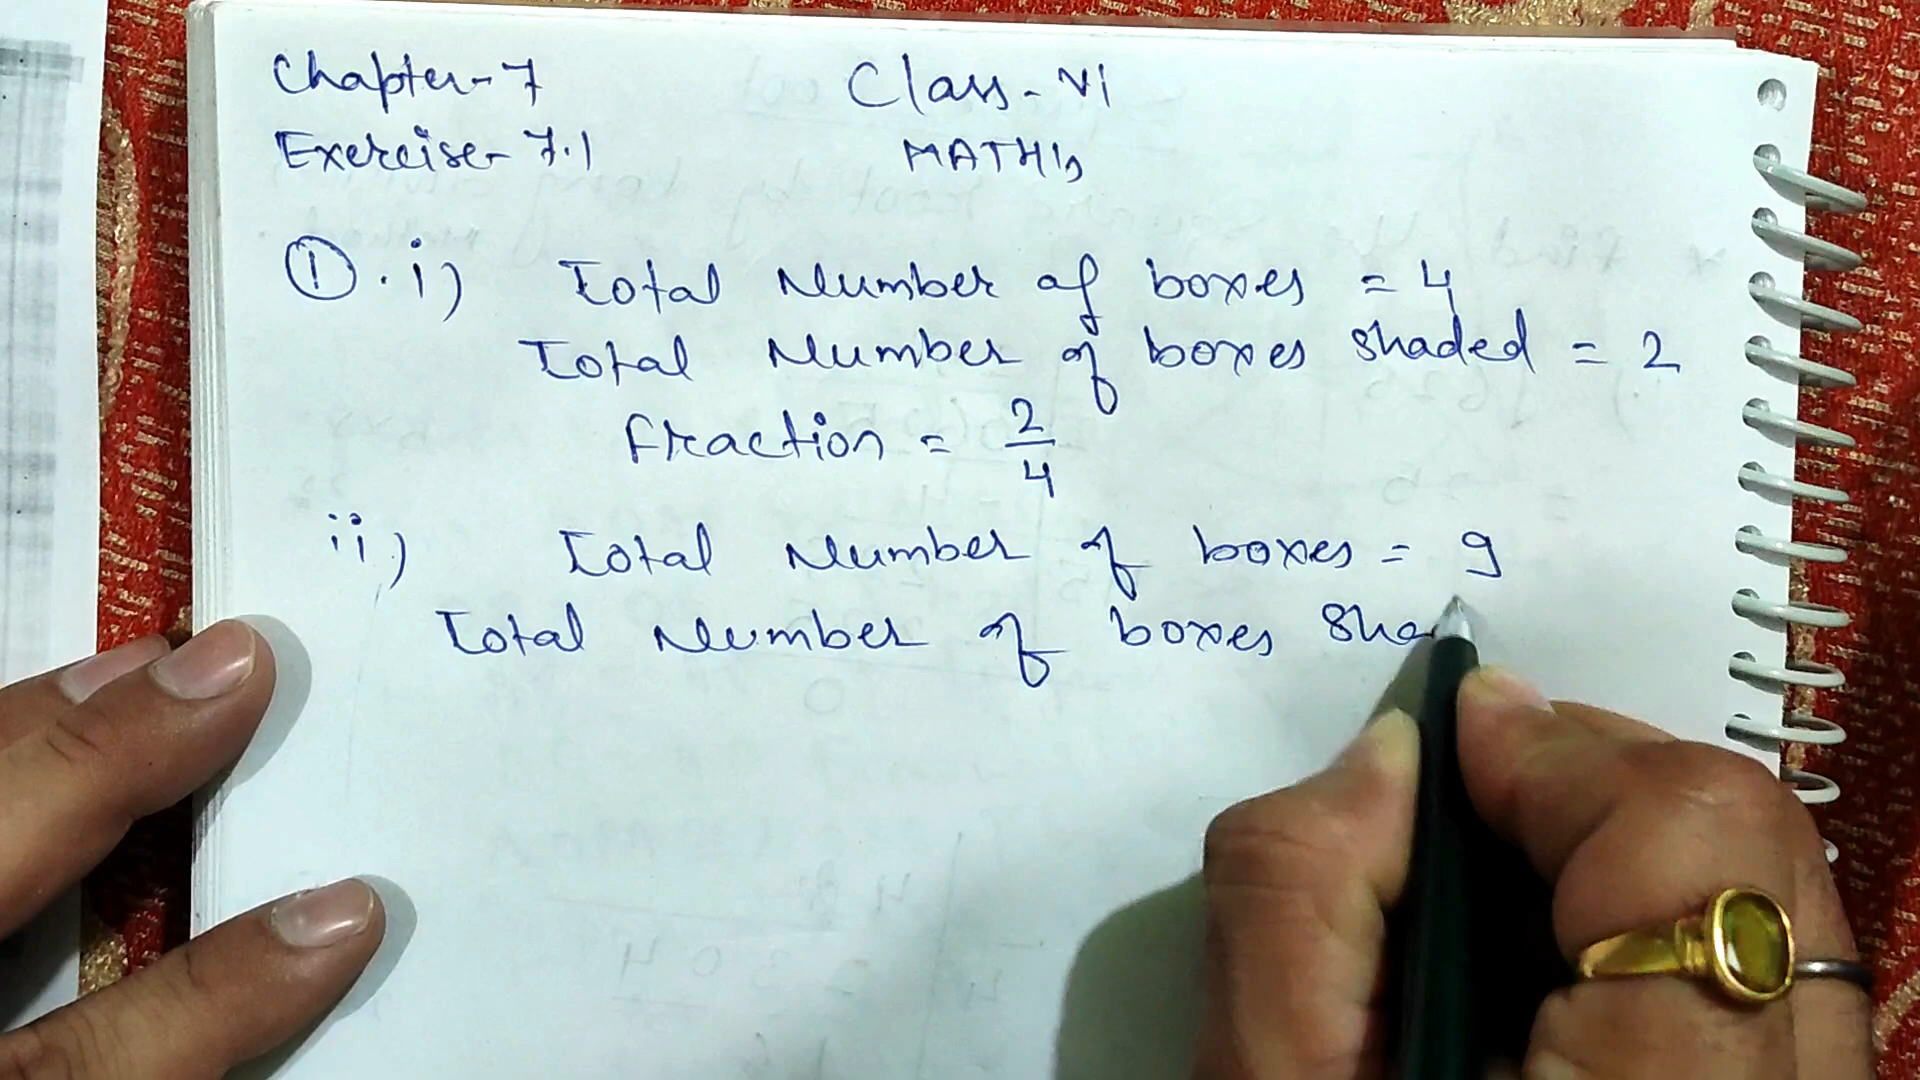 Chapter-7 Class-VI
Exercise-7.1 MATHs
① . i) Total Number of boxes = 4
Total Number of boxes shaded = 2
fraction = 2/4
ii) Total Number of boxes = 9
Total Number of boxes Sha